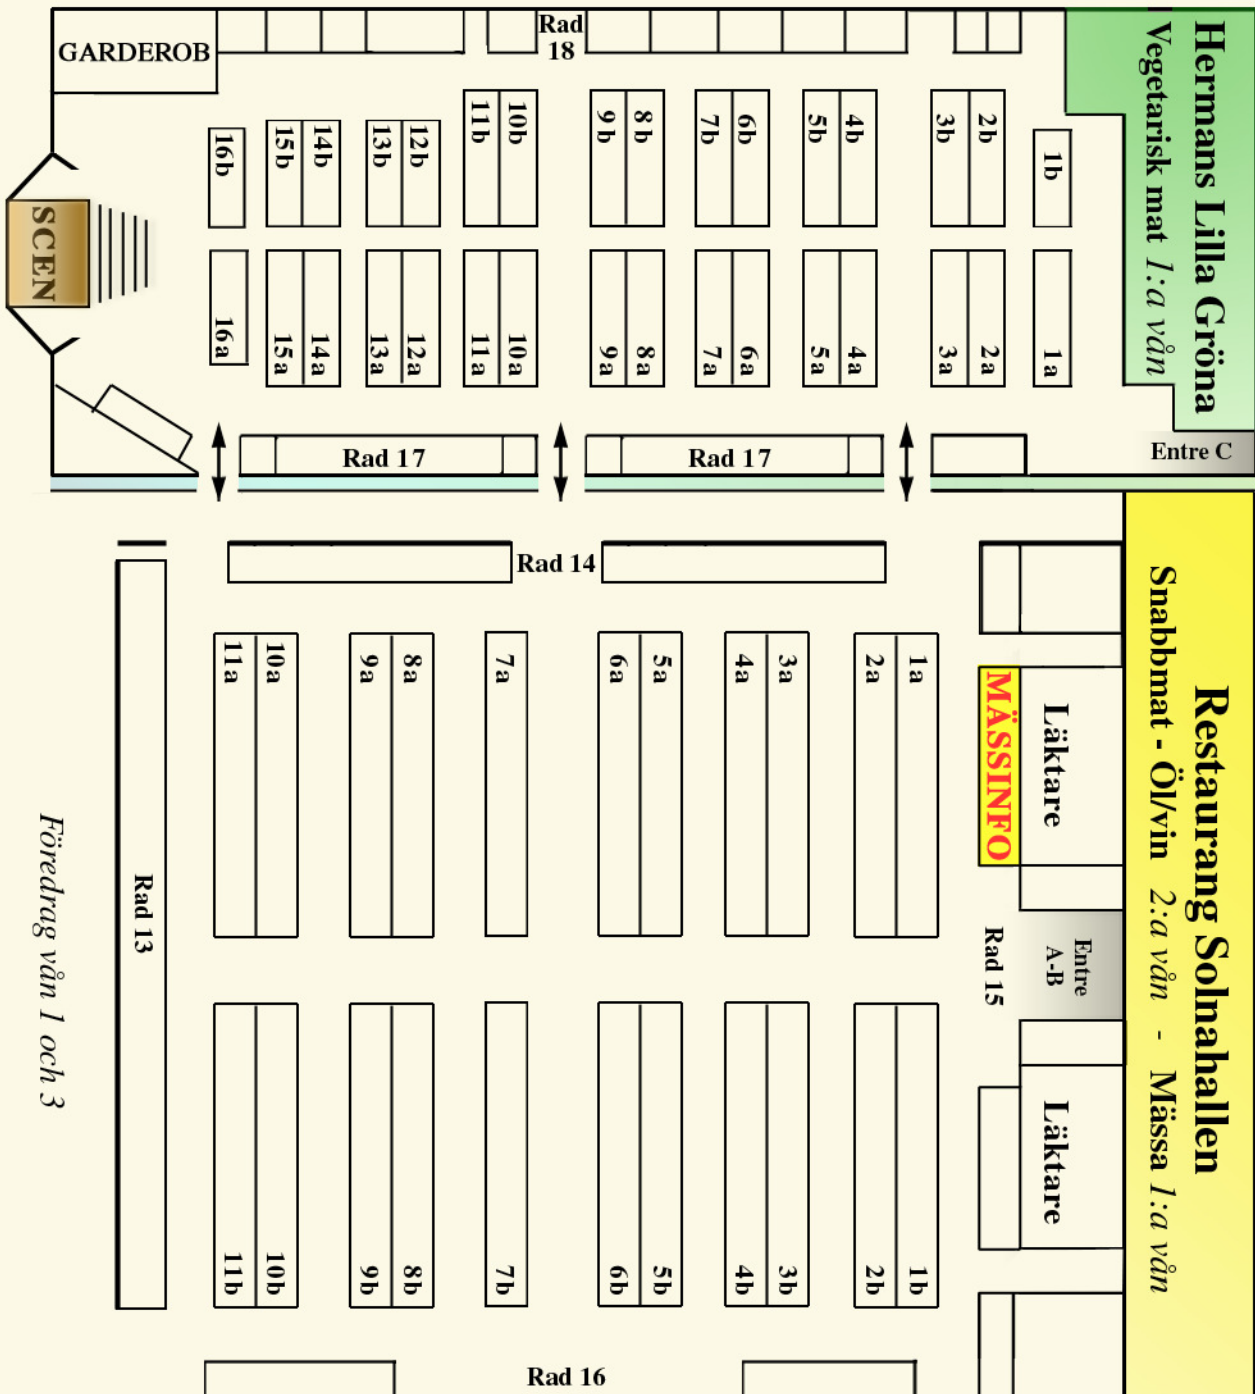 GARDEROB
Rad
18
Hermans Lilla Gröna
Vegetarisk mat 1:a vån
16b
15b
14b
13b
12b
11b
10b
9b
8b
7b
6b
5b
4b
3b
2b
1b
SCEN
16a
15a
14a
13a
12a
11a
10a
9a
8a
7a
6a
5a
4a
3a
2a
1a
Rad 17
Rad 17
Entre C
Rad 14
Restaurang Solnahallen
Snabbmat - Öl/vin 2:a vån - Mässa 1:a vån
11a
10a
9a
8a
7a
6a
5a
4a
3a
2a
1a
MÄSSINFO
Läktare
Rad 13
Föredrag vån 1 och 3
Rad 15
Entre
A-B
Läktare
11b
10b
9b
8b
7b
6b
5b
4b
3b
2b
1b
Rad 16